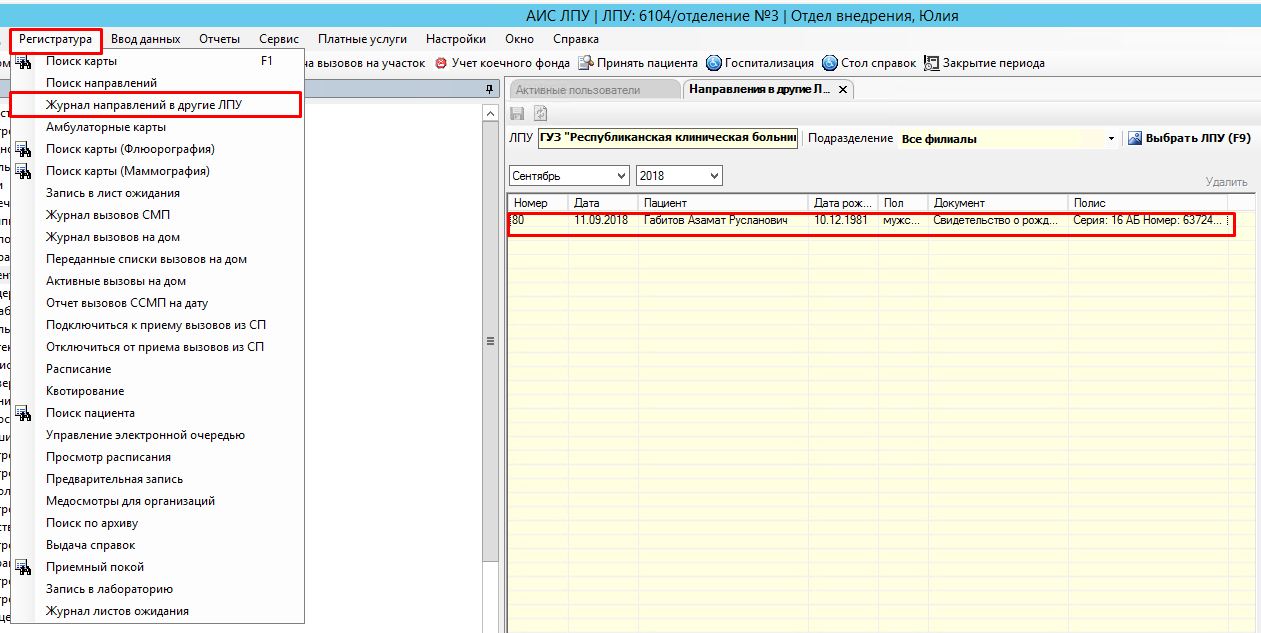 АИС ЛПУ | ЛПУ: 6104/отделение №3 | Отдел внедрения, Юлия
Регистратура Ввод данных Отчеты Сервис Платные услуги Настройки Окно Справка
вызовов на участок Учет коечного фонда Принять пациента Госпитализация Стол справок Закрытие периода
Поиск карты F1
Поиск направлений
Журнал направлений в другие ЛПУ
Амбулаторные карты
Поиск карты (Флюорография)
Поиск карты (Маммография)
Запись в лист ожидания
Журнал вызовов СМП
Журнал вызовов на дом
Переданные списки вызовов на дом
Активные вызовы на дом
Отчет вызовов ССМП на дату
Подключиться к приему вызовов из СП
Отключиться от приема вызовов из СП
Расписание
Квотирование
Поиск пациента
Управление электронной очередью
Просмотр расписания
Предварительная запись
Медосмотры для организаций
Поиск по архиву
Выдача справок
Приемный покой
Запись в лабораторию
Журнал листов ожидания
Активные пользователи Направления в другие Л...
ЛПУ ГУЗ "Республиканская клиническая больни Подразделение Все филиалы Выбрать ЛПУ (F9)
Сентябрь 2018
Удалить
Номер Дата Пациент Дата рож... Пол Документ Полис
80 11.09.2018 Габитов Азамат Русланович 10.12.1981 мужс... Свидетельство о рожд... Серия: 16 АБ Номер: 63724...